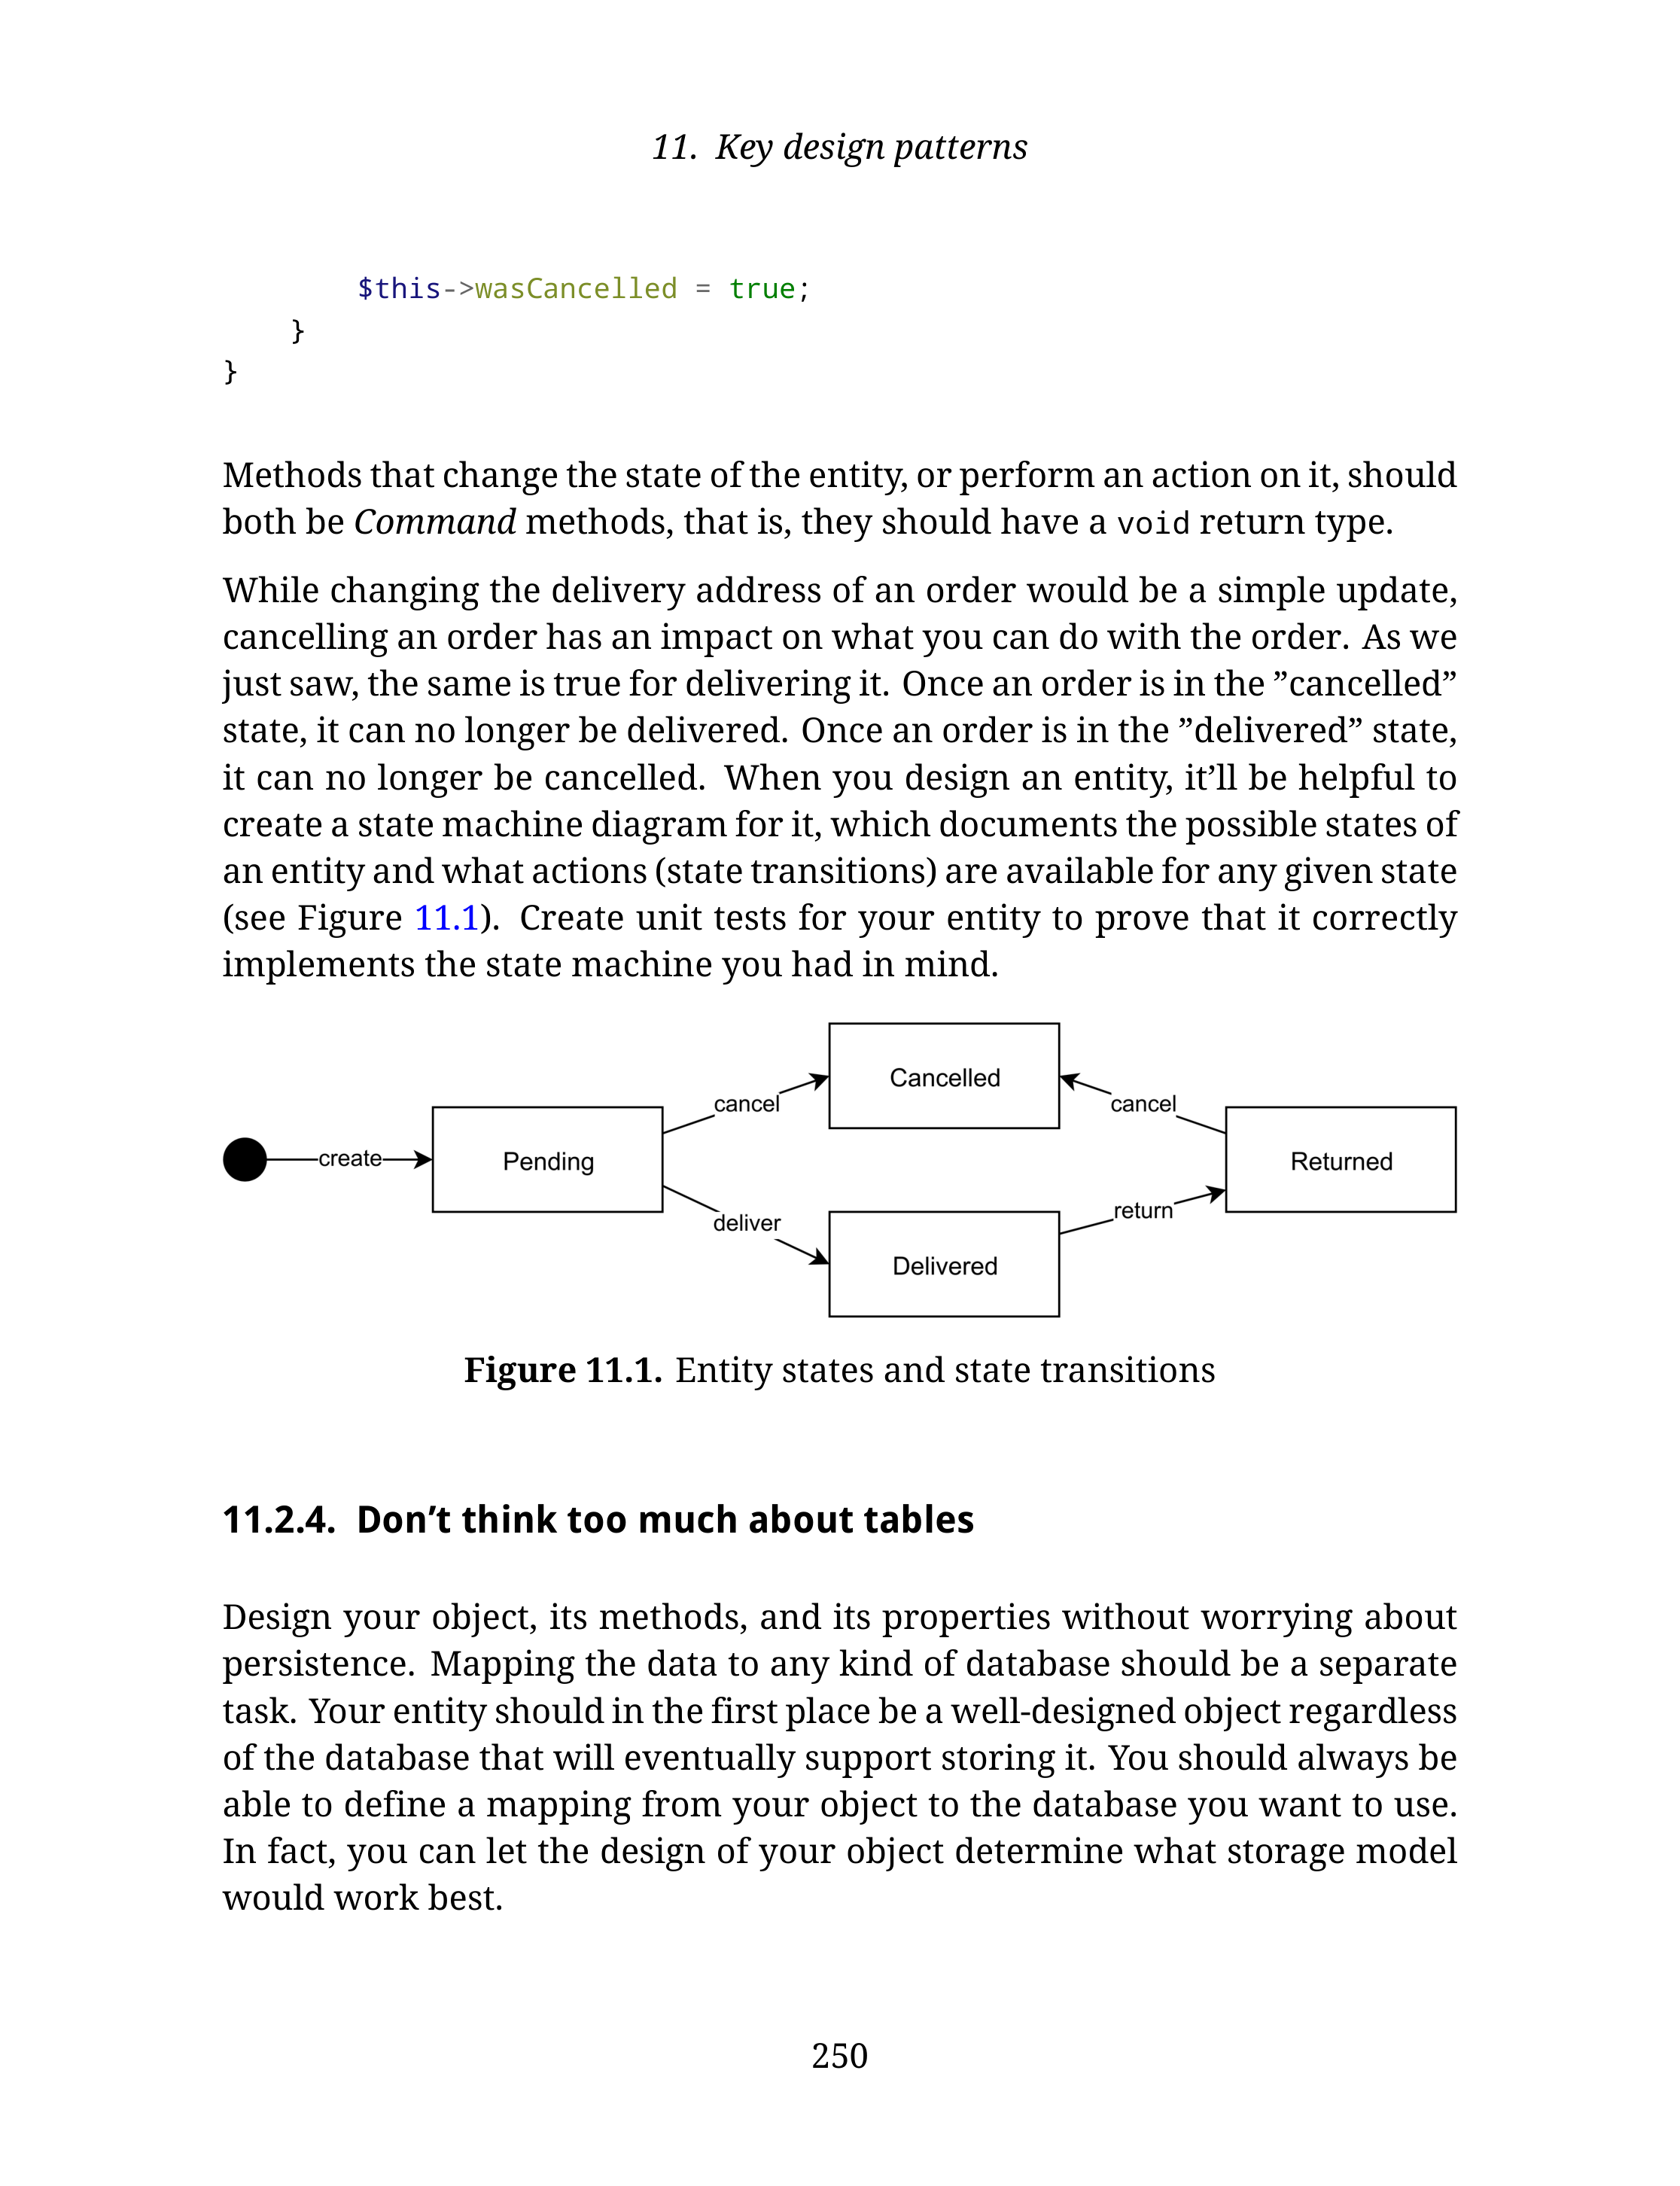 11. Key design patterns
$this->wasCancelled = true;
}
}
Methods that change the state of the entity, or perform an action on it, should
both be Command methods, that is, they should have a void return type.
While changing the delivery address of an order would be a simple update,
cancelling an order has an impact on what you can do with the order. As we
just saw, the same is true for delivering it. Once an order is in the ”cancelled”
state, it can no longer be delivered. Once an order is in the ”delivered” state,
it can no longer be cancelled. When you design an entity, it’ll be helpful to
create a state machine diagram for it, which documents the possible states of
an entity and what actions (state transitions) are available for any given state
(see Figure 11.1). Create unit tests for your entity to prove that it correctly
implements the state machine you had in mind.
create
Pending
cancel
deliver
Cancelled
Delivered
cancel
return
Returned
Figure 11.1. Entity states and state transitions
11.2.4. Don’t think too much about tables
Design your object, its methods, and its properties without worrying about
persistence. Mapping the data to any kind of database should be a separate
task. Your entity should in the first place be a well-designed object regardless
of the database that will eventually support storing it. You should always be
able to define a mapping from your object to the database you want to use.
In fact, you can let the design of your object determine what storage model
would work best.
250